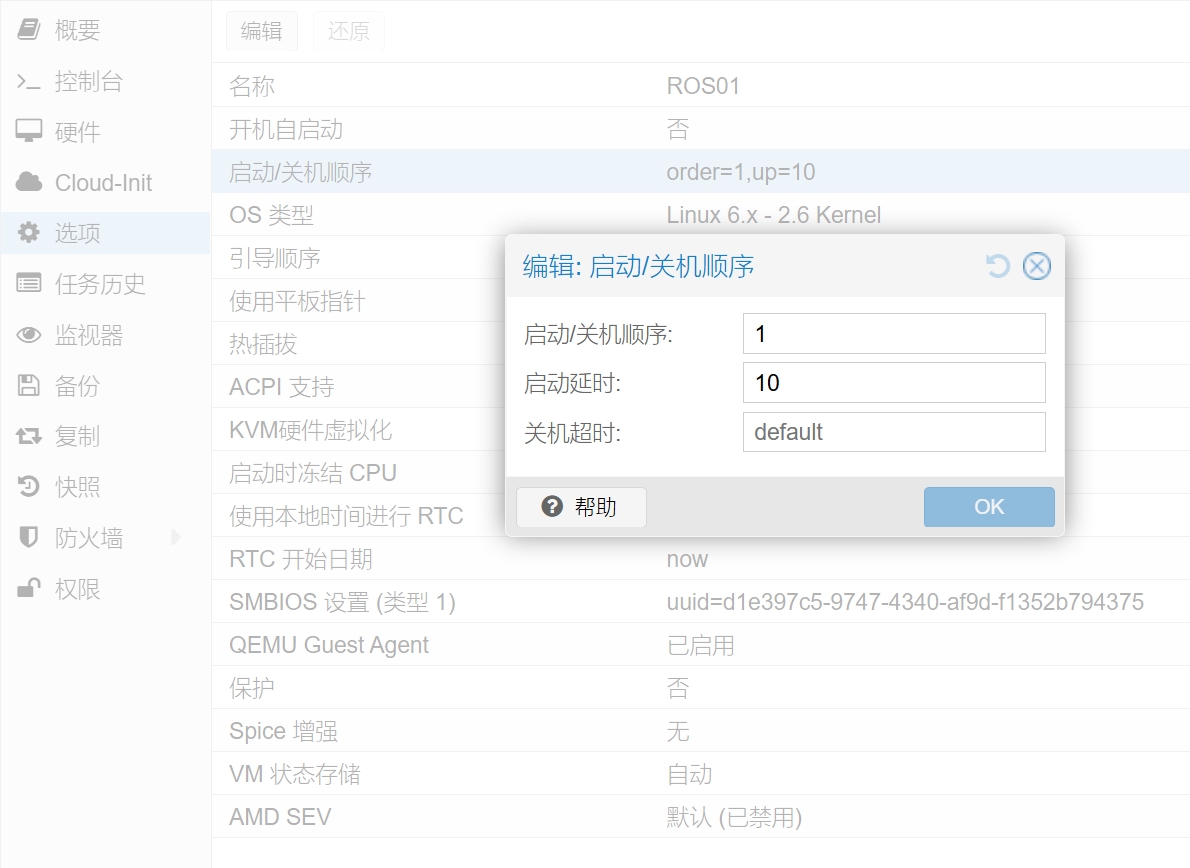 概要
控制台
硬件
Cloud-Init
选项
任务历史
监视器
备份
复制
快照
防火墙
权限
编辑 还原
名称 ROS01
开机自启动 否
启动/关机顺序 order=1,up=10
OS 类型 Linux 6.x - 2.6 Kernel
引导顺序
使用平板指针
热插拔
ACPI 支持
KVM硬件虚拟化
启动时冻结 CPU
使用本地时间进行 RTC
RTC 开始日期 now
SMBIOS 设置 (类型 1) uuid=d1e397c5-9747-4340-af9d-f1352b794375
QEMU Guest Agent 已启用
保护 否
Spice 增强 无
VM 状态存储 自动
AMD SEV 默认 (已禁用)
编辑: 启动/关机顺序
启动/关机顺序: 1
启动延时: 10
关机超时: default
帮助 OK